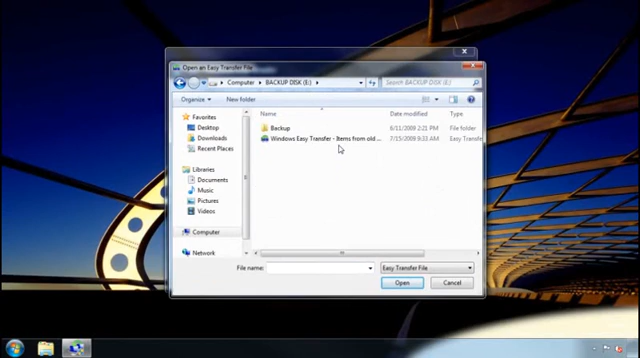 Open an Easy Transfer File
Computer ▸ BACKUP DISK (E:) ▸
Search BACKUP DISK (E:)
Organize ▾ New folder
Name Date modified Type
Favorites
Desktop
Downloads
Recent Places
Libraries
Documents
Music
Pictures
Videos
Computer
Network
Backup 6/11/2009 2:21 PM File folder
Windows Easy Transfer - Items from old ... 7/15/2009 9:33 AM Easy Transfe
File name:
Easy Transfer File
Open Cancel